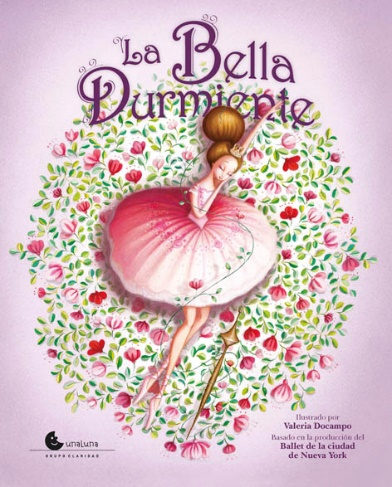 La Bella
Durmiente
Ilustrado por
Valeria Docampo
Basado en la producción del
Ballet de la ciudad
de Nueva York
unaLuna
GRUPO CLARIDAD